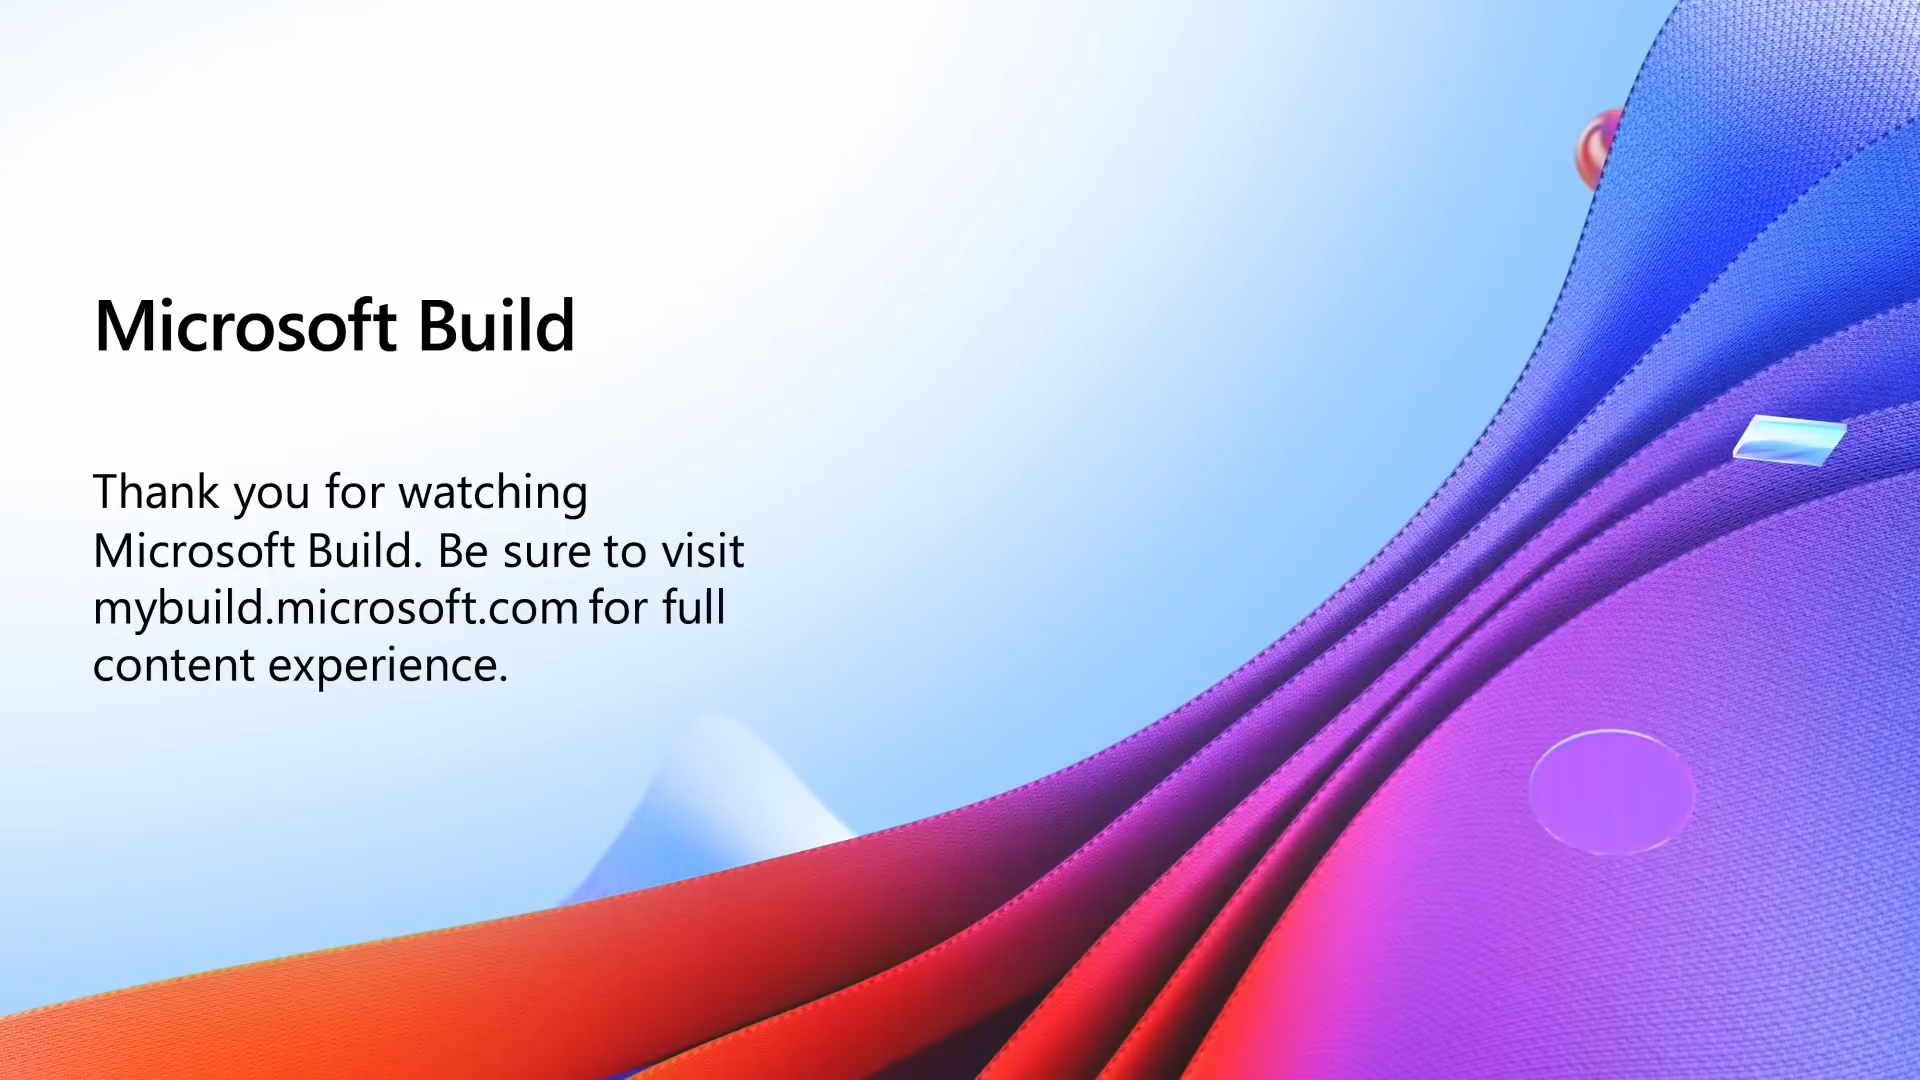 Microsoft Build
Thank you for watching
Microsoft Build. Be sure to visit
mybuild.microsoft.com for full
content experience.